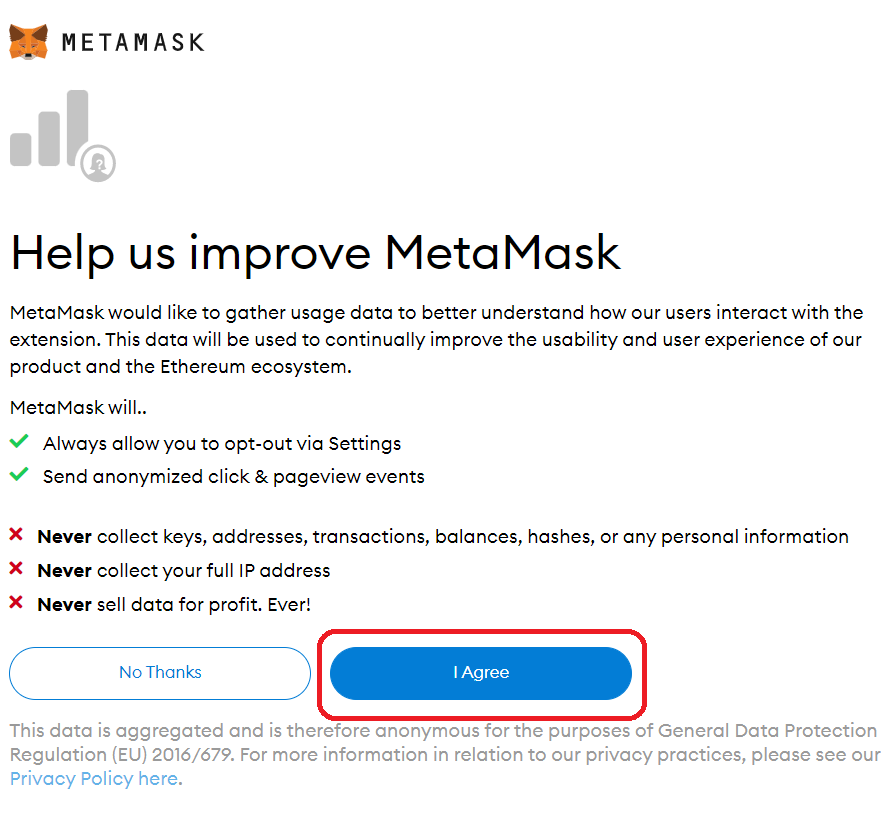 METAMASK
Help us improve MetaMask
MetaMask would like to gather usage data to better understand how our users interact with the
extension. This data will be used to continually improve the usability and user experience of our
product and the Ethereum ecosystem.
MetaMask will..
Always allow you to opt-out via Settings
Send anonymized click & pageview events
Never collect keys, addresses, transactions, balances, hashes, or any personal information
Never collect your full IP address
Never sell data for profit. Ever!
No Thanks
I Agree
This data is aggregated and is therefore anonymous for the purposes of General Data Protection
Regulation (EU) 2016/679. For more information in relation to our privacy practices, please see our
Privacy Policy here.